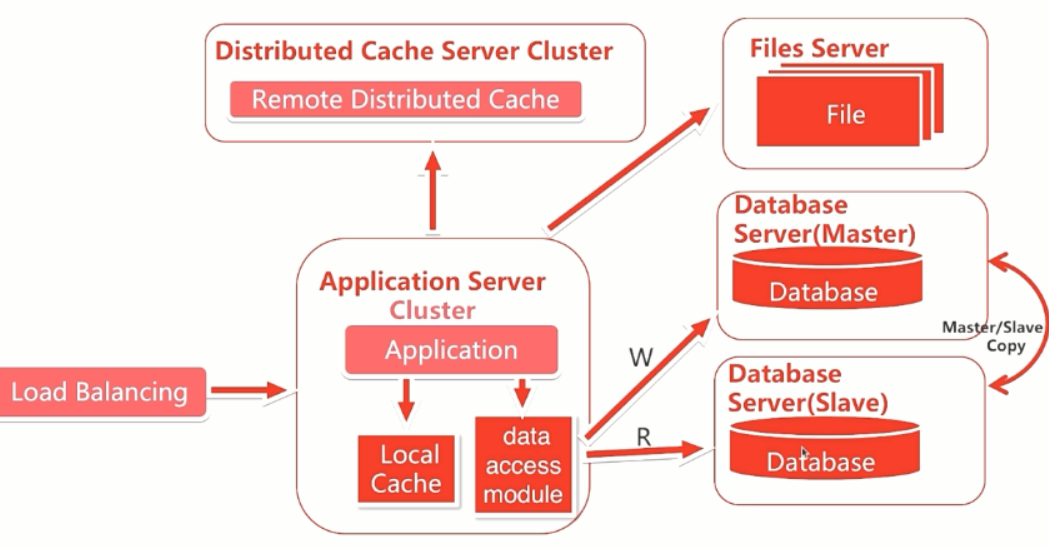 Distributed Cache Server Cluster
Remote Distributed Cache
Files Server
File
Database
Server(Master)
Database
Application Server
Cluster
Application
Load Balancing
Local
Cache
data
access
module
W
R
Master/Slave
Copy
Database
Server(Slave)
Database